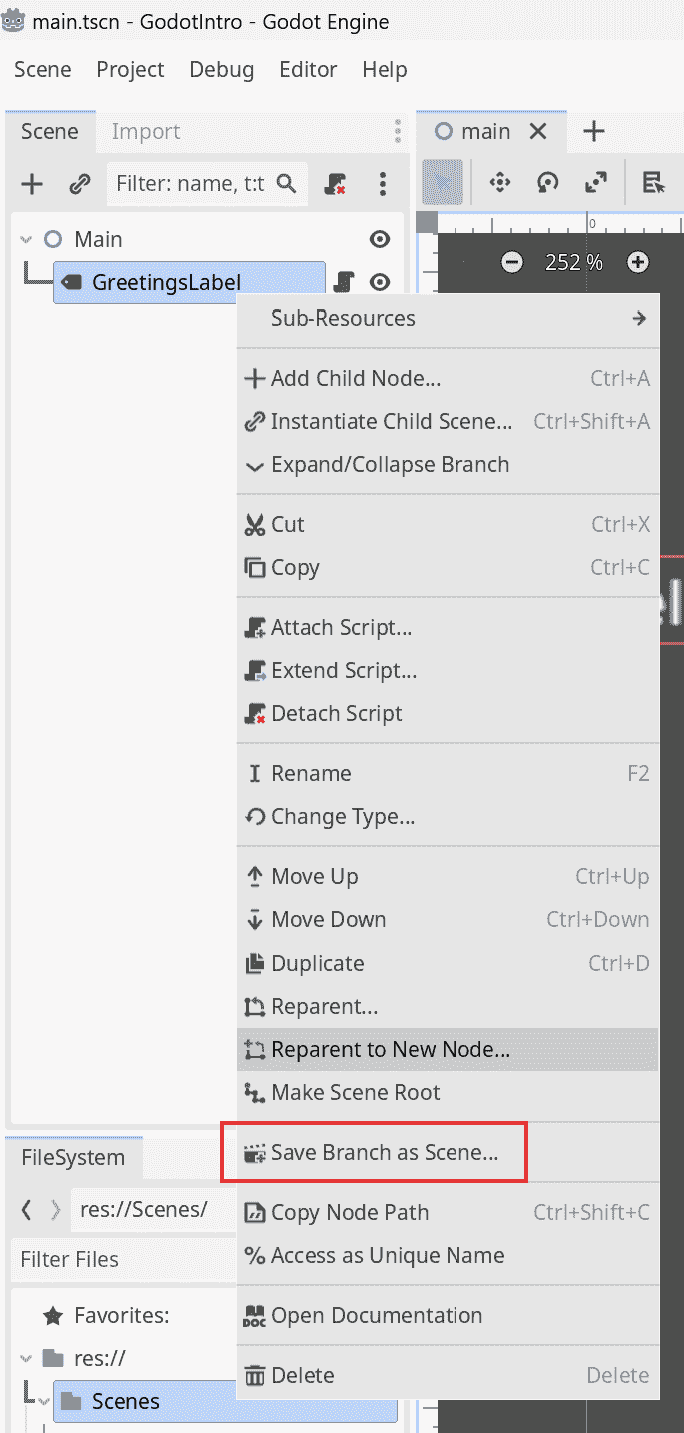 main.tscn - GodotIntro - Godot Engine
Scene Project Debug Editor Help
Scene Import
main
Filter: name, t:t
Main
0
252 %
GreetingsLabel
Sub-Resources
Add Child Node... Ctrl+A
Instantiate Child Scene... Ctrl+Shift+A
Expand/Collapse Branch
Cut Ctrl+X
Copy Ctrl+C
Attach Script...
Extend Script...
Detach Script
Rename F2
Change Type...
Move Up Ctrl+Up
Move Down Ctrl+Down
Duplicate Ctrl+D
Reparent...
Reparent to New Node...
Make Scene Root
Save Branch as Scene...
Copy Node Path Ctrl+Shift+C
% Access as Unique Name
DOC Open Documentation
Delete Delete
FileSystem
res://Scenes/
Filter Files
Favorites:
res://
Scenes